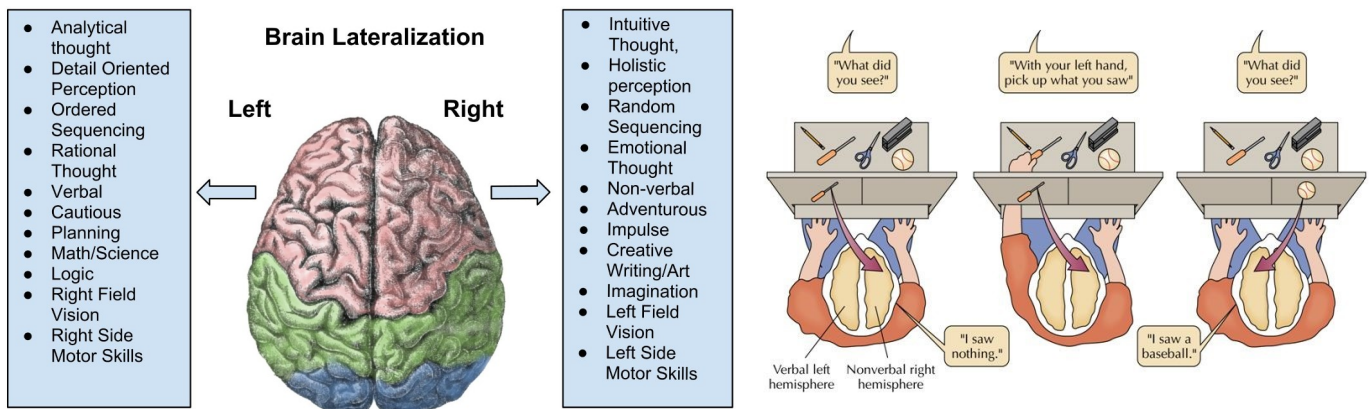 Brain Lateralization
Left
Right
● Analytical
thought
● Detail Oriented
Perception
● Ordered
Sequencing
● Rational
Thought
● Verbal
● Cautious
● Planning
● Math/Science
● Logic
● Right Field
Vision
● Right Side
Motor Skills
● Intuitive
Thought,
● Holistic
perception
● Random
Sequencing
● Emotional
Thought
● Non-verbal
● Adventurous
● Impulse
● Creative
Writing/Art
● Imagination
● Left Field
Vision
● Left Side
Motor Skills
"What did
you see?"
"With your left hand,
pick up what you saw"
"What did
you see?"
"I saw
nothing."
"I saw a
baseball."
Verbal left
hemisphere
Nonverbal right
hemisphere